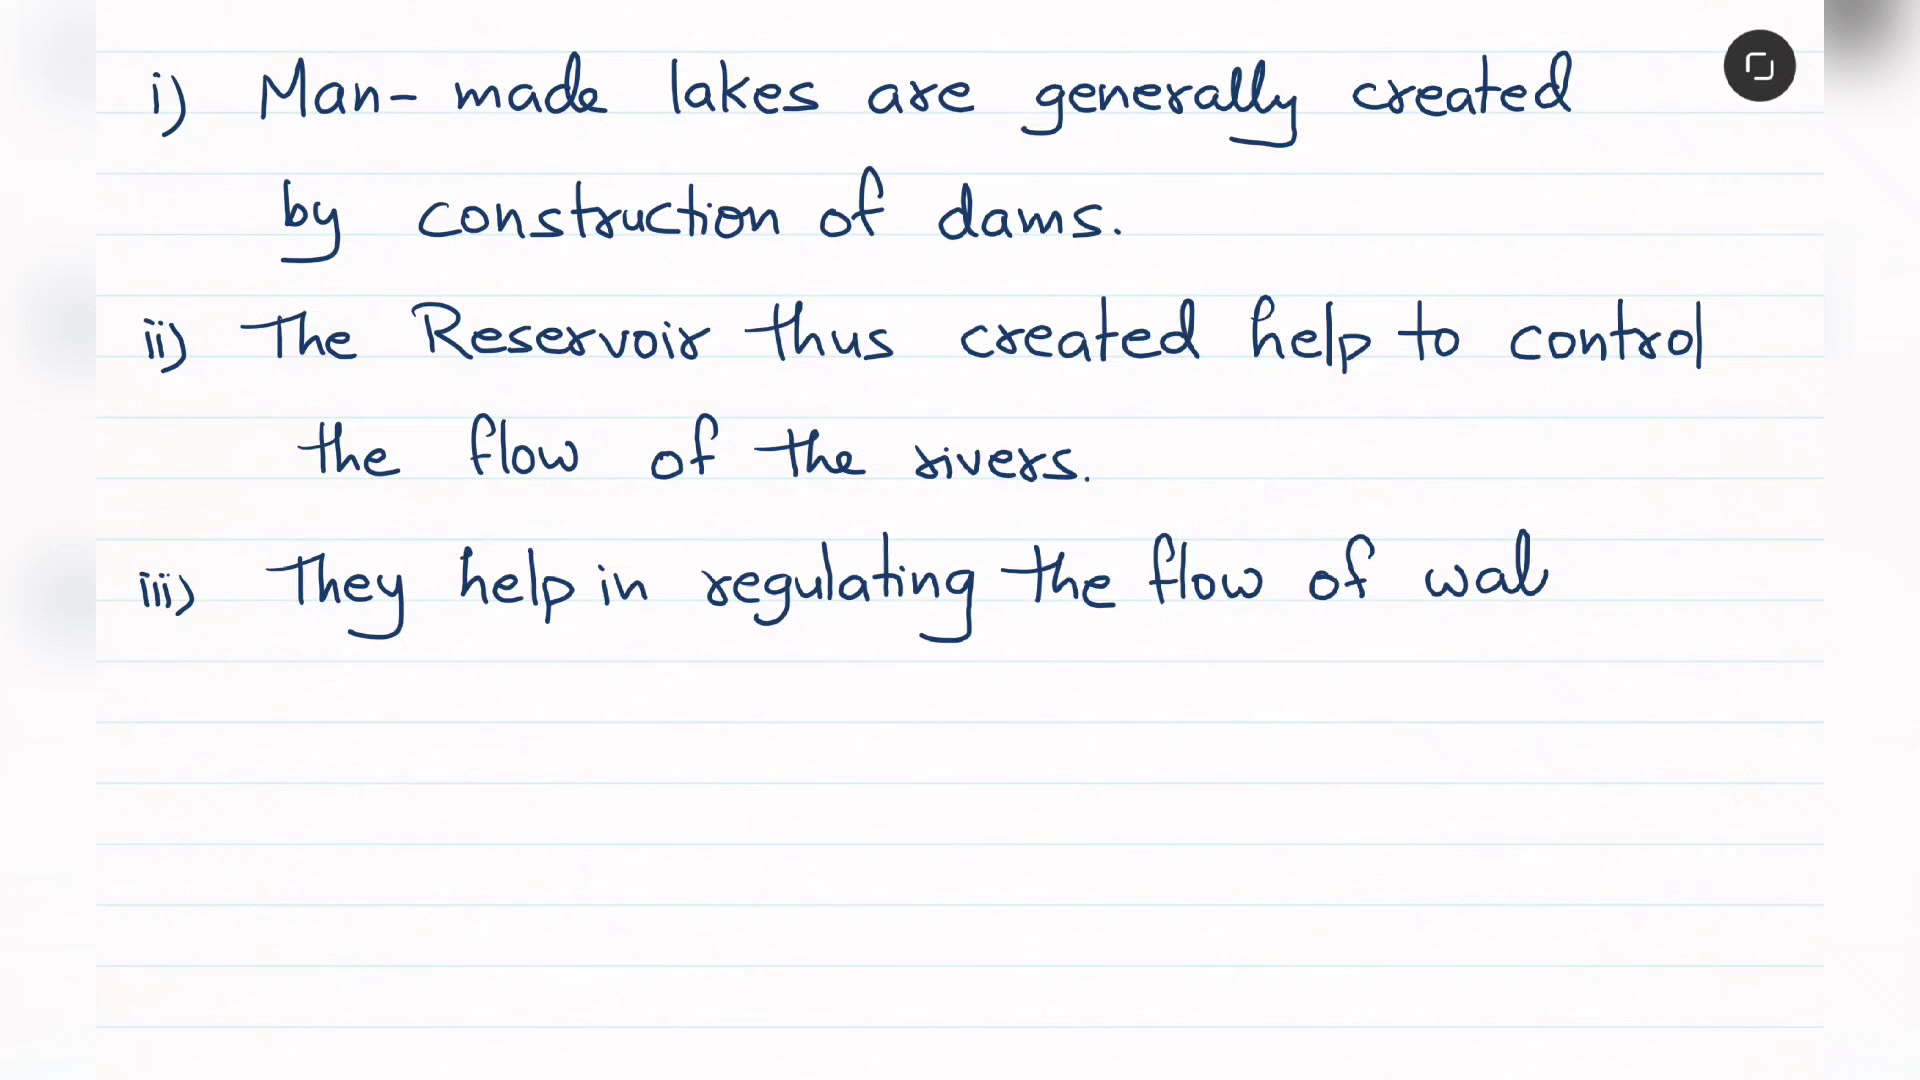 i) Man-made lakes are generally created
by construction of dams.
ii) The Reservoir thus created help to control
the flow of the rivers.
iii) They help in regulating the flow of